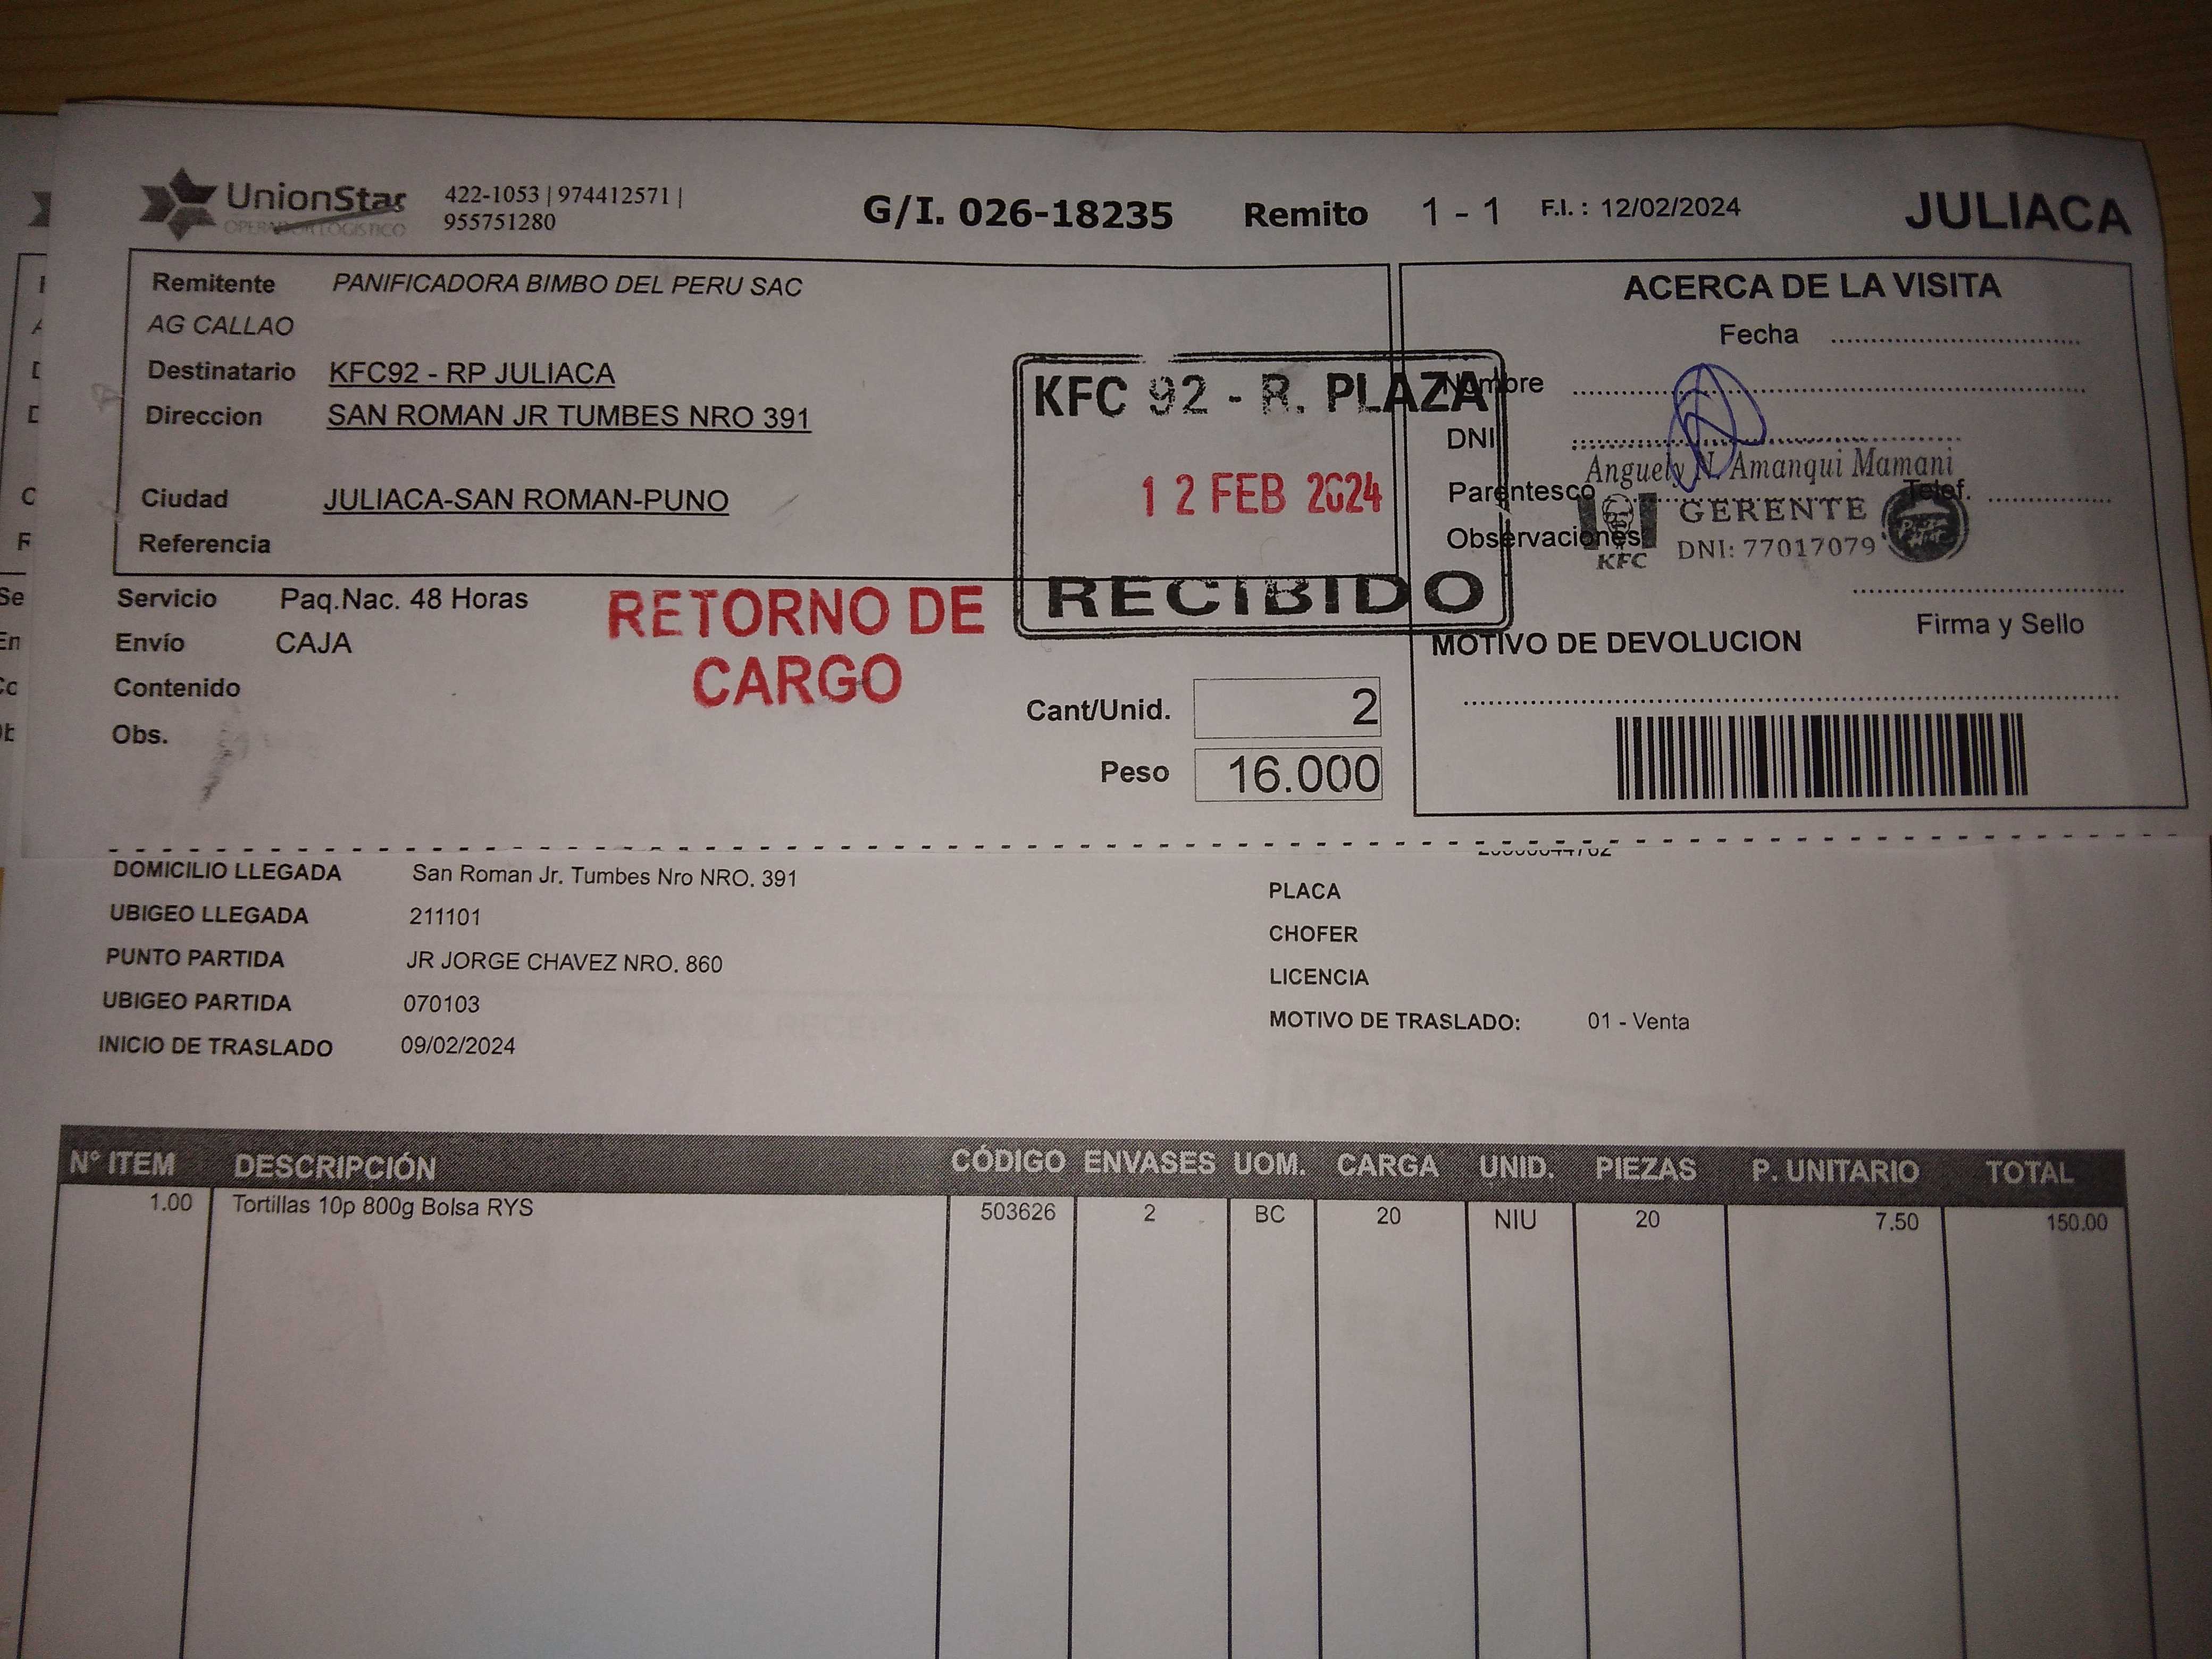 UnionStar
OPERADOR LOGISTICO
422-1053 | 974412571 |
955751280
G/I. 026-18235 Remito 1 - 1 F.I. : 12/02/2024 JULIACA
Remitente PANIFICADORA BIMBO DEL PERU SAC
AG CALLAO
Destinatario KFC92 - RP JULIACA
Direccion SAN ROMAN JR TUMBES NRO 391
Ciudad JULIACA-SAN ROMAN-PUNO
Referencia
KFC 92 - R. PLAZA
12 FEB 2024
RECIBIDO
ACERCA DE LA VISITA
Fecha
Nombre
DNI
Anguely N. Amanqui Mamani
Parentesco Telef.
GERENTE
Observaciones
DNI: 77017079
KFC
Pizza Hut
Firma y Sello
MOTIVO DE DEVOLUCION
Servicio Paq.Nac. 48 Horas
Envío CAJA
Contenido
Obs.
RETORNO DE
CARGO
Cant/Unid. 2
Peso 16.000
DOMICILIO LLEGADA San Roman Jr. Tumbes Nro NRO. 391
UBIGEO LLEGADA 211101
PUNTO PARTIDA JR JORGE CHAVEZ NRO. 860
UBIGEO PARTIDA 070103
INICIO DE TRASLADO 09/02/2024
PLACA
CHOFER
LICENCIA
MOTIVO DE TRASLADO: 01 - Venta
N° ITEM DESCRIPCIÓN CÓDIGO ENVASES UOM. CARGA UNID. PIEZAS P. UNITARIO TOTAL
1.00 Tortillas 10p 800g Bolsa RYS 503626 2 BC 20 NIU 20 7.50 150.00